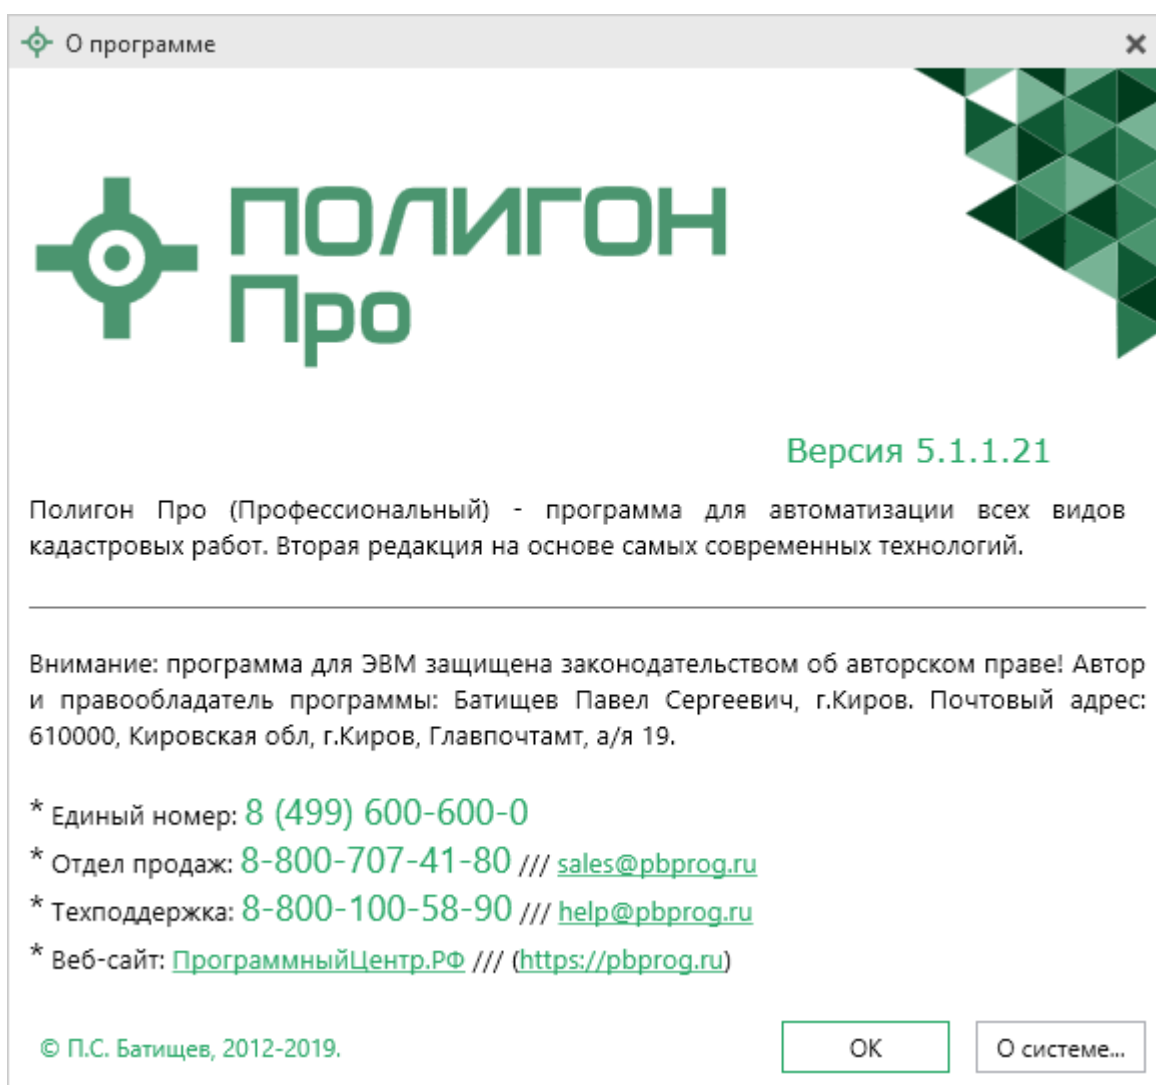 О программе
ПОЛИГОН
Про
Версия 5.1.1.21
Полигон Про (Профессиональный) - программа для автоматизации всех видов
кадастровых работ. Вторая редакция на основе самых современных технологий.
Внимание: программа для ЭВМ защищена законодательством об авторском праве! Автор
и правообладатель программы: Батищев Павел Сергеевич, г.Киров. Почтовый адрес:
610000, Кировская обл, г.Киров, Главпочтамт, а/я 19.
* Единый номер: 8 (499) 600-600-0
* Отдел продаж: 8-800-707-41-80 /// sales@pbprog.ru
* Техподдержка: 8-800-100-58-90 /// help@pbprog.ru
* Веб-сайт: ПрограммныйЦентр.РФ /// (https://pbprog.ru)
© П.С. Батищев, 2012-2019.
ОК
О системе...